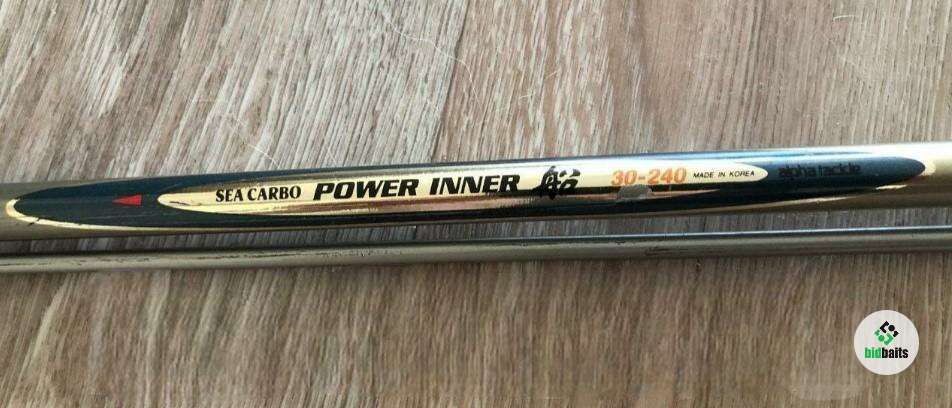 SEA CARBO POWER INNER 船 30-240 MADE IN KOREA alpha tackle
bidbaits